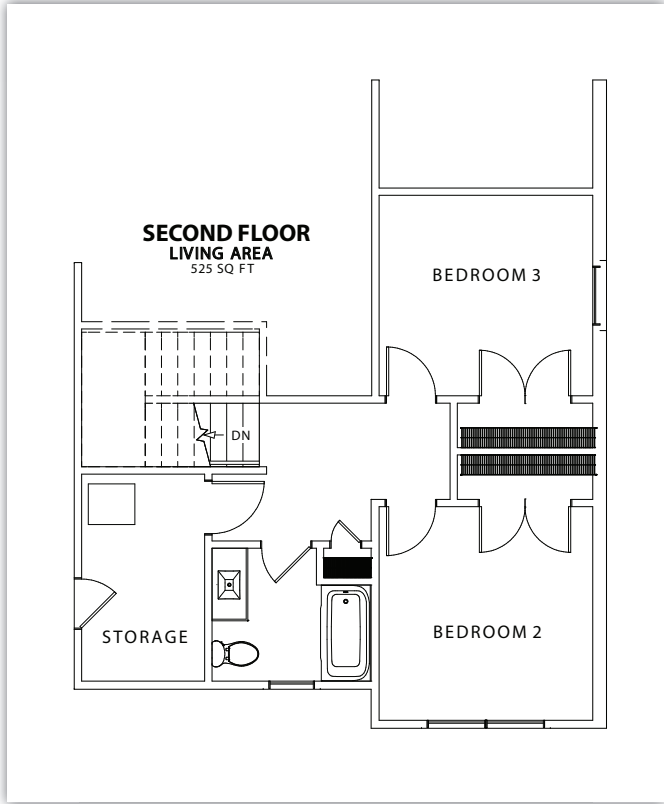 SECOND FLOOR
LIVING AREA
525 SQ FT
BEDROOM 3
DN
STORAGE
BEDROOM 2